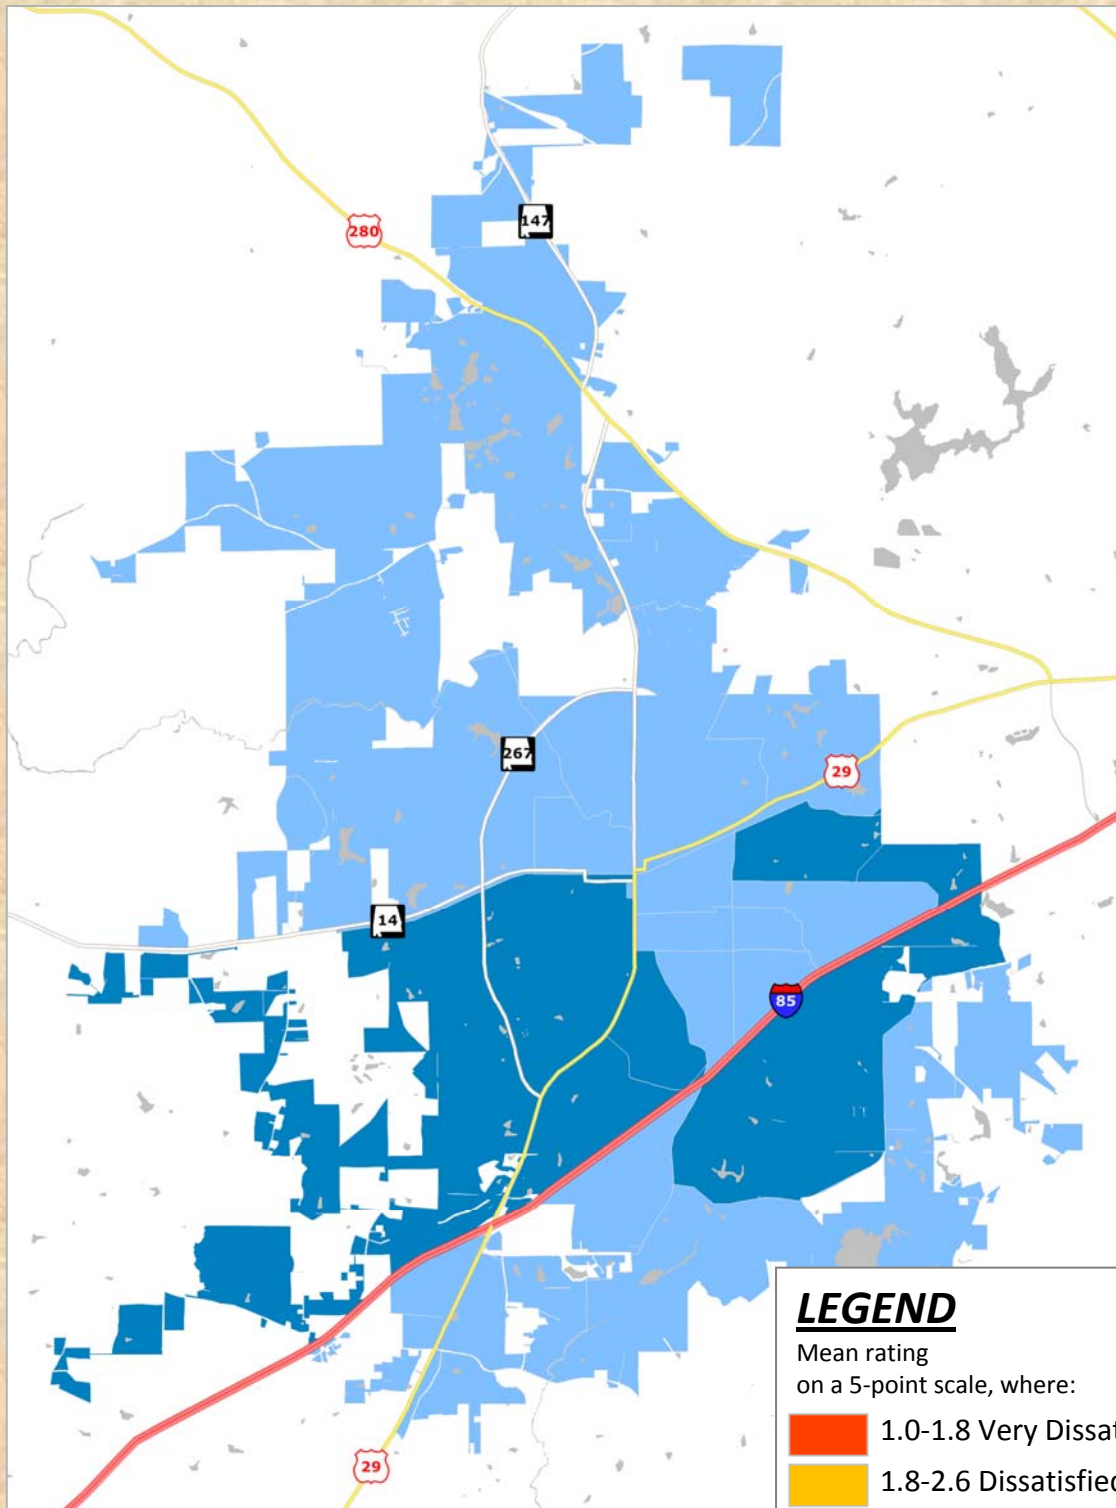 147
280
267
29
14
85
29
LEGEND
Mean rating
on a 5-point scale, where:
1.0-1.8 Very Dissat
1.8-2.6 Dissatisfied